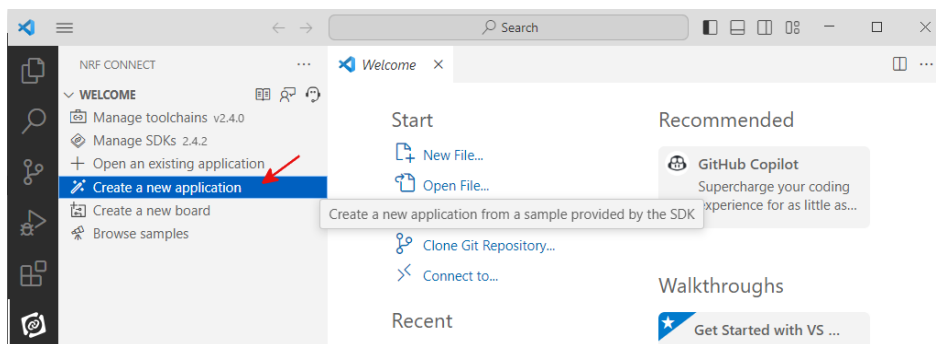 Search
NRF CONNECT
Welcome
WELCOME
Manage toolchains v2.4.0
Manage SDKs 2.4.2
Open an existing application
Create a new application
Create a new board
Browse samples
Start
New File...
Open File...
Create a new application from a sample provided by the SDK
Clone Git Repository...
Connect to...
Recent
Recommended
GitHub Copilot
Supercharge your coding
experience for as little as...
Walkthroughs
Get Started with VS ...